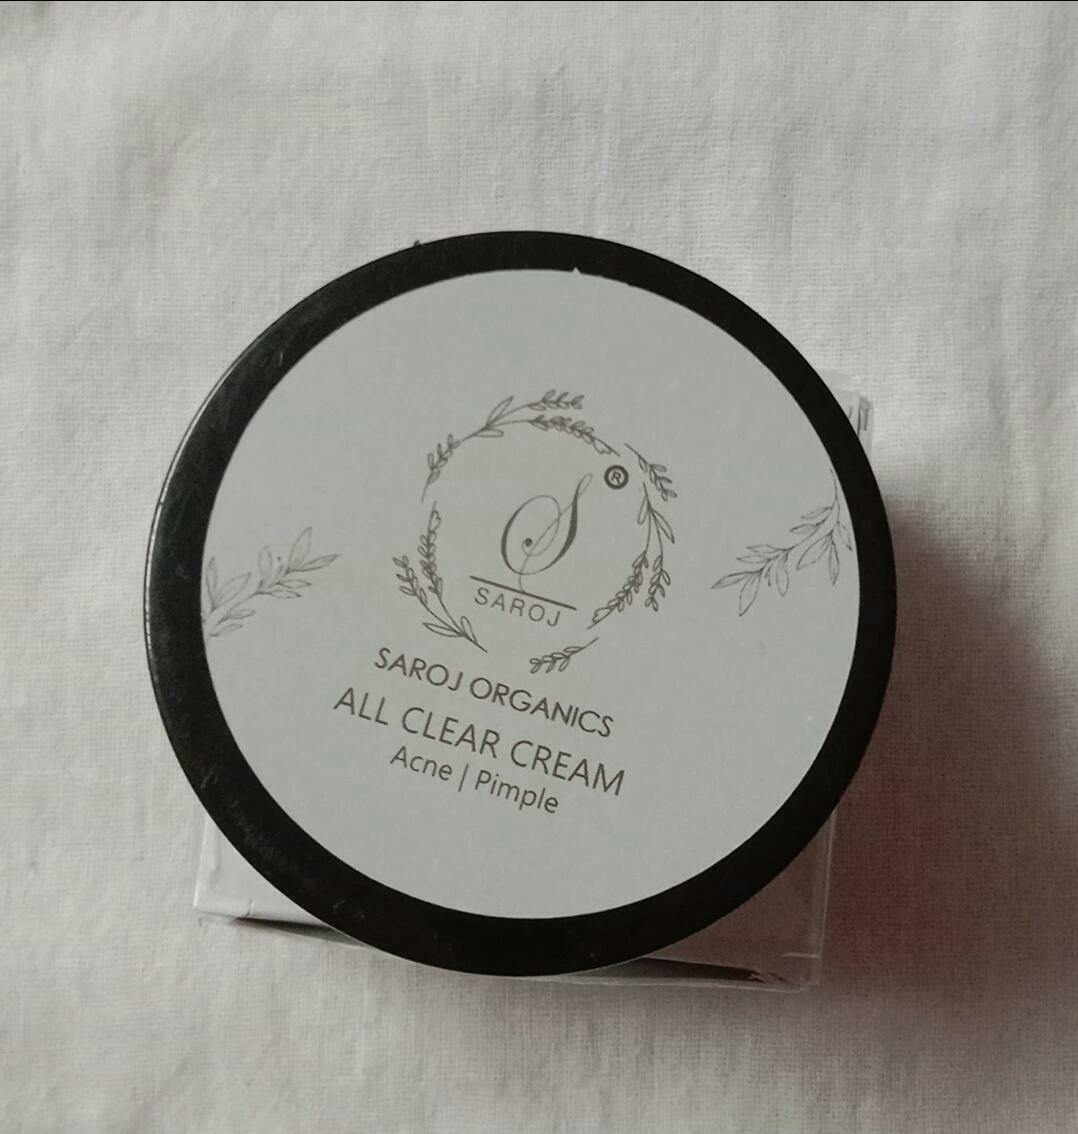 S ®
SAROJ
SAROJ ORGANICS
ALL CLEAR CREAM
Acne | Pimple